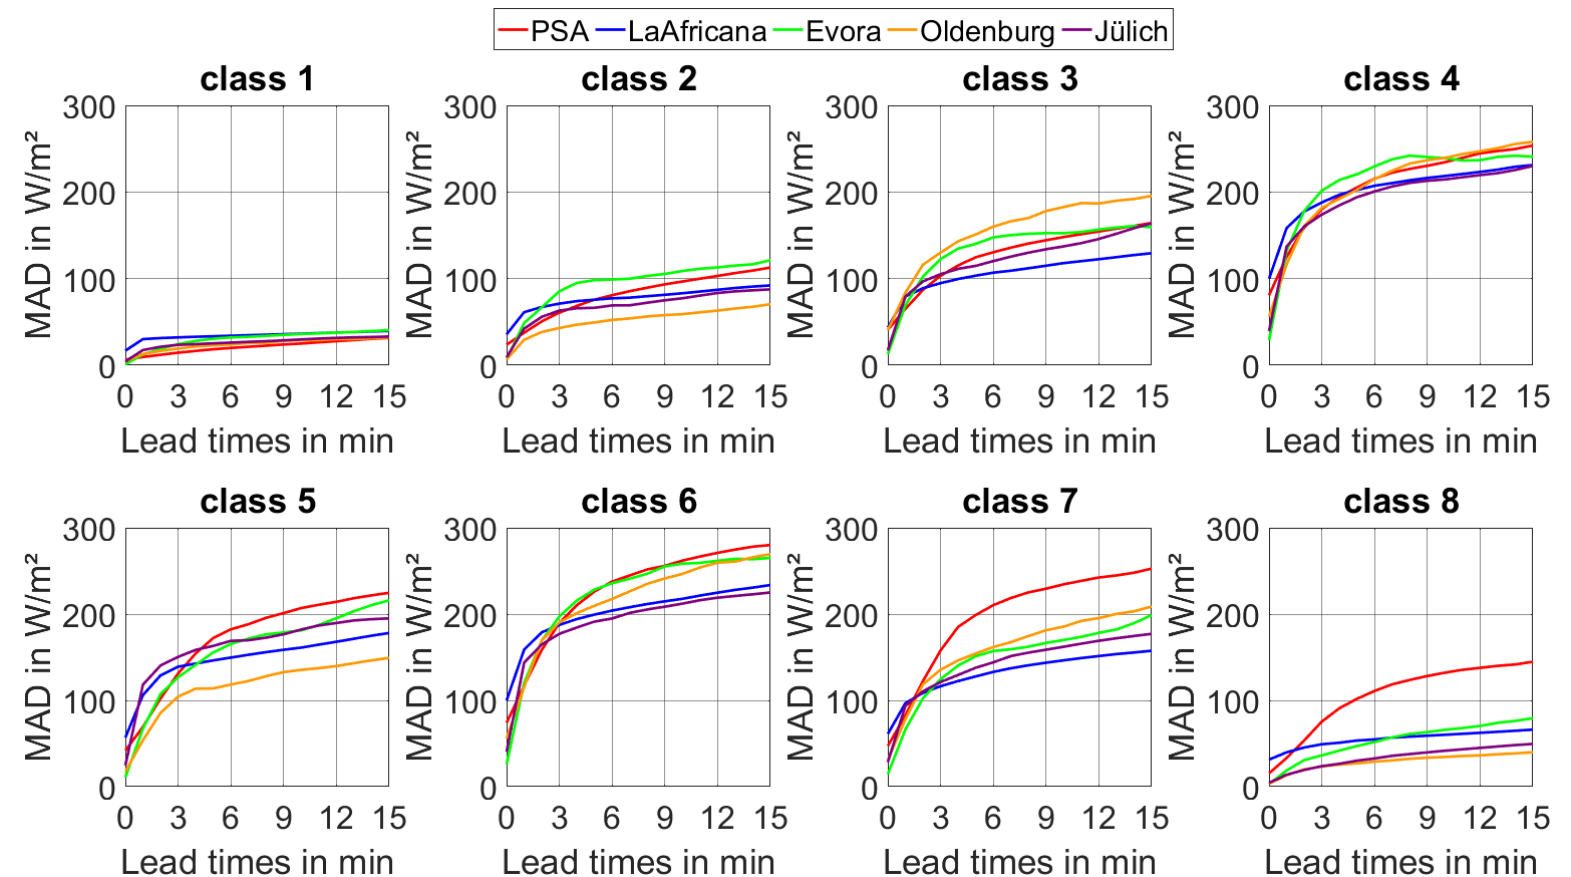 PSA LaAfricana Evora Oldenburg Jülich
class 1 class 2 class 3 class 4
300 300 300 300
200 200 200 200
100 100 100 100
0 0 0 0
MAD in W/m² MAD in W/m² MAD in W/m² MAD in W/m²
0 3 6 9 12 15 0 3 6 9 12 15 0 3 6 9 12 15 0 3 6 9 12 15
Lead times in min Lead times in min Lead times in min Lead times in min
class 5 class 6 class 7 class 8
300 300 300 300
200 200 200 200
100 100 100 100
0 0 0 0
MAD in W/m² MAD in W/m² MAD in W/m² MAD in W/m²
0 3 6 9 12 15 0 3 6 9 12 15 0 3 6 9 12 15 0 3 6 9 12 15
Lead times in min Lead times in min Lead times in min Lead times in min